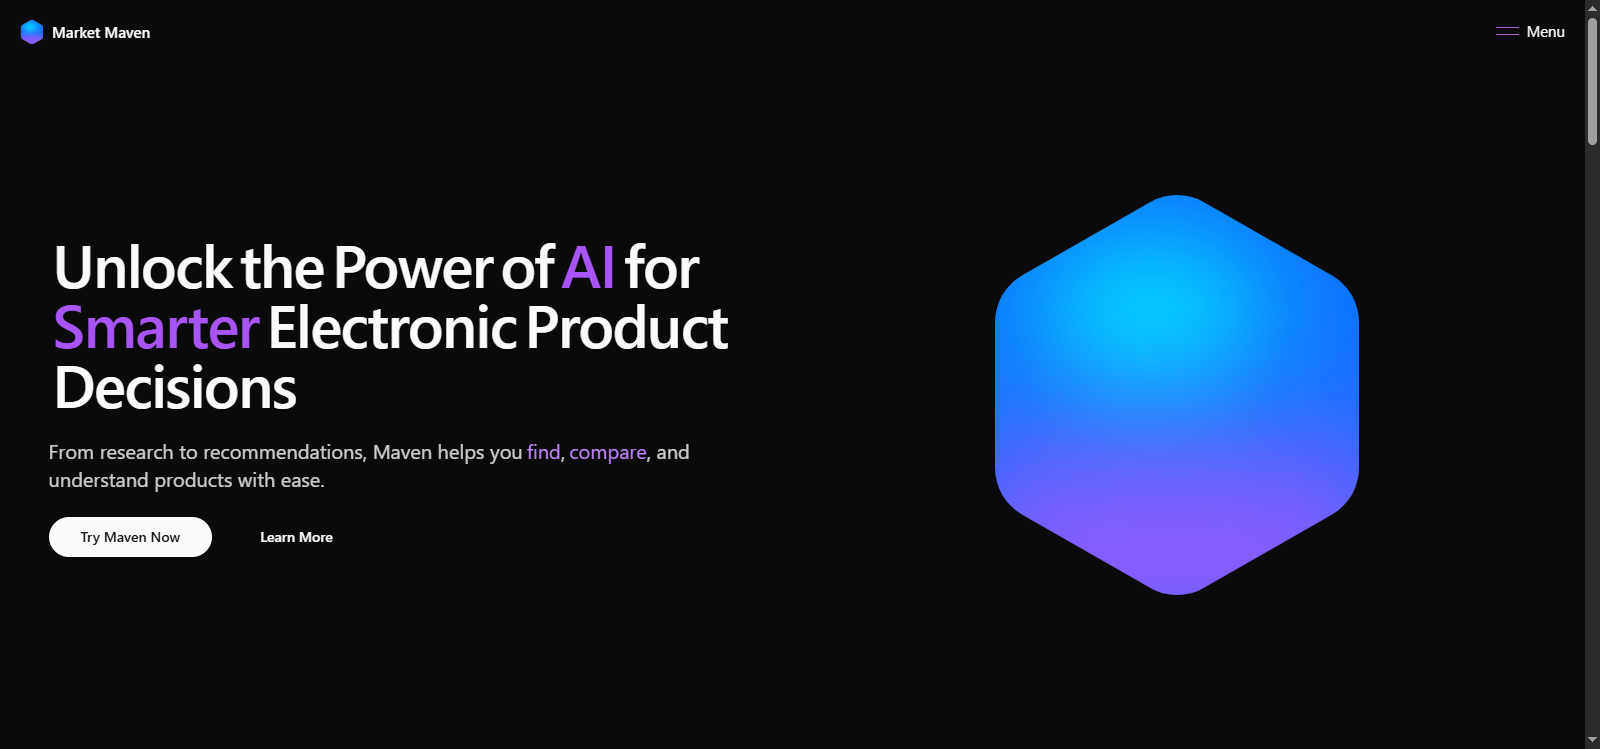 Market Maven
Menu
Unlock the Power of AI for
Smarter Electronic Product
Decisions
From research to recommendations, Maven helps you find, compare, and
understand products with ease.
Try Maven Now
Learn More